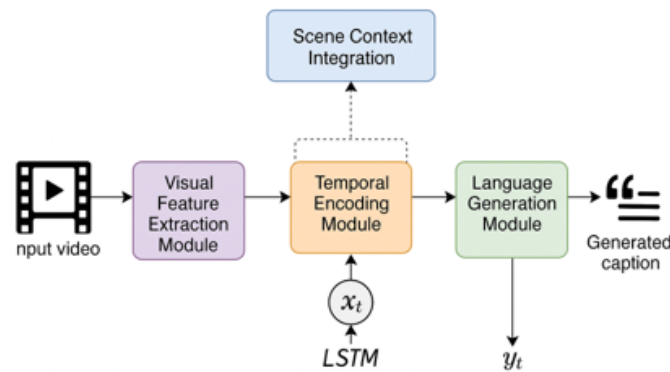 Scene Context
Integration
Visual
Feature
Extraction
Module
Temporal
Encoding
Module
Language
Generation
Module
nput video
Generated
caption
x_t
LSTM
y_t